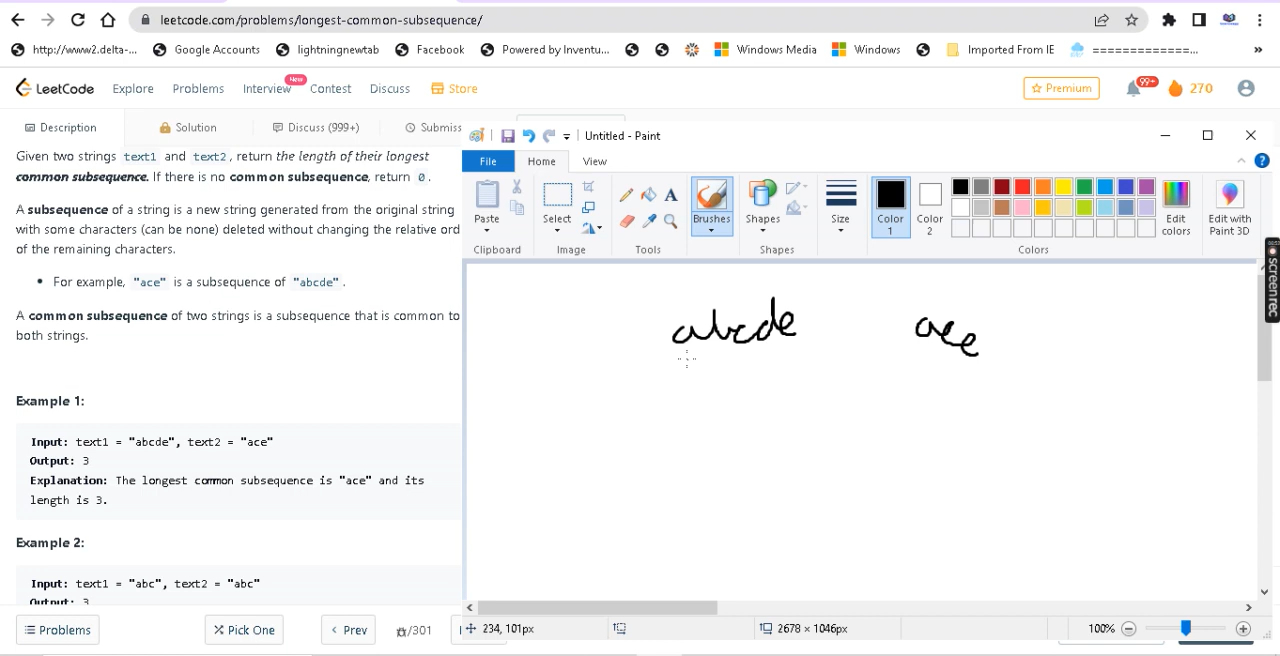 leetcode.com/problems/longest-common-subsequence/
http://www2.delta-... Google Accounts lightningnewtab Facebook Powered by Inventu... Windows Media Windows Imported From IE =============...
LeetCode Explore Problems Interview New Contest Discuss Store Premium 99+ 270
Description Solution Discuss (999+) Submiss
Untitled - Paint
File Home View
Paste Select Brushes Shapes Size Color 1 Color 2 Edit colors Edit with Paint 3D
Clipboard Image Tools Shapes Colors
Given two strings text1 and text2, return the length of their longest
common subsequence. If there is no common subsequence, return 0.
A subsequence of a string is a new string generated from the original string
with some characters (can be none) deleted without changing the relative ord
of the remaining characters.
• For example, "ace" is a subsequence of "abcde".
A common subsequence of two strings is a subsequence that is common to
both strings.
abcde ace
Example 1:
Input: text1 = "abcde", text2 = "ace"
Output: 3
Explanation: The longest common subsequence is "ace" and its
length is 3.
Example 2:
Input: text1 = "abc", text2 = "abc"
Output: 3
Problems Pick One Prev /301
234, 101px 2678 × 1046px 100%
screenrec